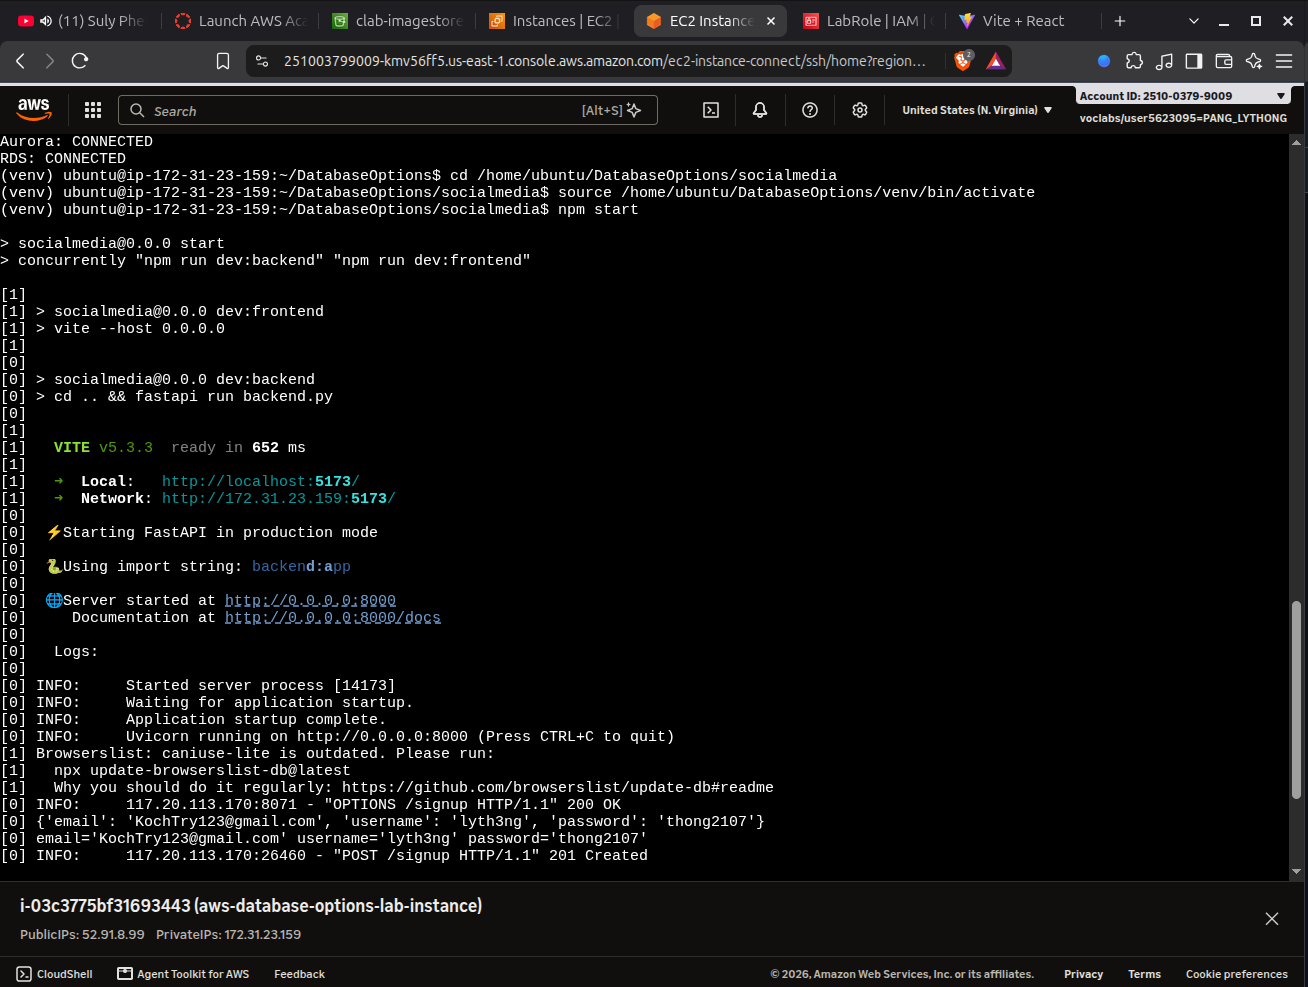 (11) Suly Phe
Launch AWS Aca
clab-imagestore
Instances | EC2
EC2 Instance
LabRole | IAM |
Vite + React
251003799009-kmv56ff5.us-east-1.console.aws.amazon.com/ec2-instance-connect/ssh/home?region...
2
aws
Search
[Alt+S]
United States (N. Virginia)
Account ID: 2510-0379-9009
voclabs/user5623095=PANG_LYTHONG
Aurora: CONNECTED
RDS: CONNECTED
(venv) ubuntu@ip-172-31-23-159:~/DatabaseOptions$ cd /home/ubuntu/DatabaseOptions/socialmedia
(venv) ubuntu@ip-172-31-23-159:~/DatabaseOptions/socialmedia$ source /home/ubuntu/DatabaseOptions/venv/bin/activate
(venv) ubuntu@ip-172-31-23-159:~/DatabaseOptions/socialmedia$ npm start
> socialmedia@0.0.0 start
> concurrently "npm run dev:backend" "npm run dev:frontend"
[1]
[1] > socialmedia@0.0.0 dev:frontend
[1] > vite --host 0.0.0.0
[1]
[0]
[0] > socialmedia@0.0.0 dev:backend
[0] > cd .. && fastapi run backend.py
[0]
[1]
[1]   VITE v5.3.3  ready in 652 ms
[1]
[1]   ➜  Local:   http://localhost:5173/
[1]   ➜  Network: http://172.31.23.159:5173/
[0]
[0]  ⚡Starting FastAPI in production mode
[0]
[0]  🐍Using import string: backend:app
[0]
[0]  🌐Server started at http://0.0.0.0:8000
[0]     Documentation at http://0.0.0.0:8000/docs
[0]
[0]   Logs:
[0]
[0] INFO:     Started server process [14173]
[0] INFO:     Waiting for application startup.
[0] INFO:     Application startup complete.
[0] INFO:     Uvicorn running on http://0.0.0.0:8000 (Press CTRL+C to quit)
[1] Browserslist: caniuse-lite is outdated. Please run:
[1]   npx update-browserslist-db@latest
[1]   Why you should do it regularly: https://github.com/browserslist/update-db#readme
[0] INFO:     117.20.113.170:8071 - "OPTIONS /signup HTTP/1.1" 200 OK
[0] {'email': 'KochTry123@gmail.com', 'username': 'lyth3ng', 'password': 'thong2107'}
[0] email='KochTry123@gmail.com' username='lyth3ng' password='thong2107'
[0] INFO:     117.20.113.170:26460 - "POST /signup HTTP/1.1" 201 Created
i-03c3775bf31693443 (aws-database-options-lab-instance)
PublicIPs: 52.91.8.99   PrivateIPs: 172.31.23.159
CloudShell
Agent Toolkit for AWS
Feedback
© 2026, Amazon Web Services, Inc. or its affiliates.
Privacy
Terms
Cookie preferences